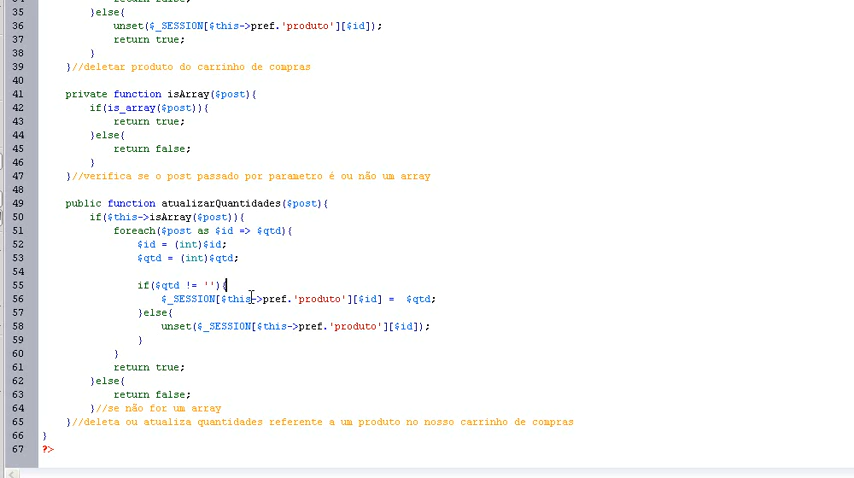 35 }else{
36 unset($_SESSION[$this->pref.'produto'][$id]);
37 return true;
38 }
39 }//deletar produto do carrinho de compras
40
41 private function isArray($post){
42 if(is_array($post)){
43 return true;
44 }else{
45 return false;
46 }
47 }//verifica se o post passado por parametro é ou não um array
48
49 public function atualizarQuantidades($post){
50 if($this->isArray($post)){
51 foreach($post as $id => $qtd){
52 $id = (int)$id;
53 $qtd = (int)$qtd;
54
55 if($qtd != ''){
56 $_SESSION[$this->pref.'produto'][$id] = $qtd;
57 }else{
58 unset($_SESSION[$this->pref.'produto'][$id]);
59 }
60 }
61 return true;
62 }else{
63 return false;
64 }//se não for um array
65 }//deleta ou atualiza quantidades referente a um produto no nosso carrinho de compras
66 }
67 ?>